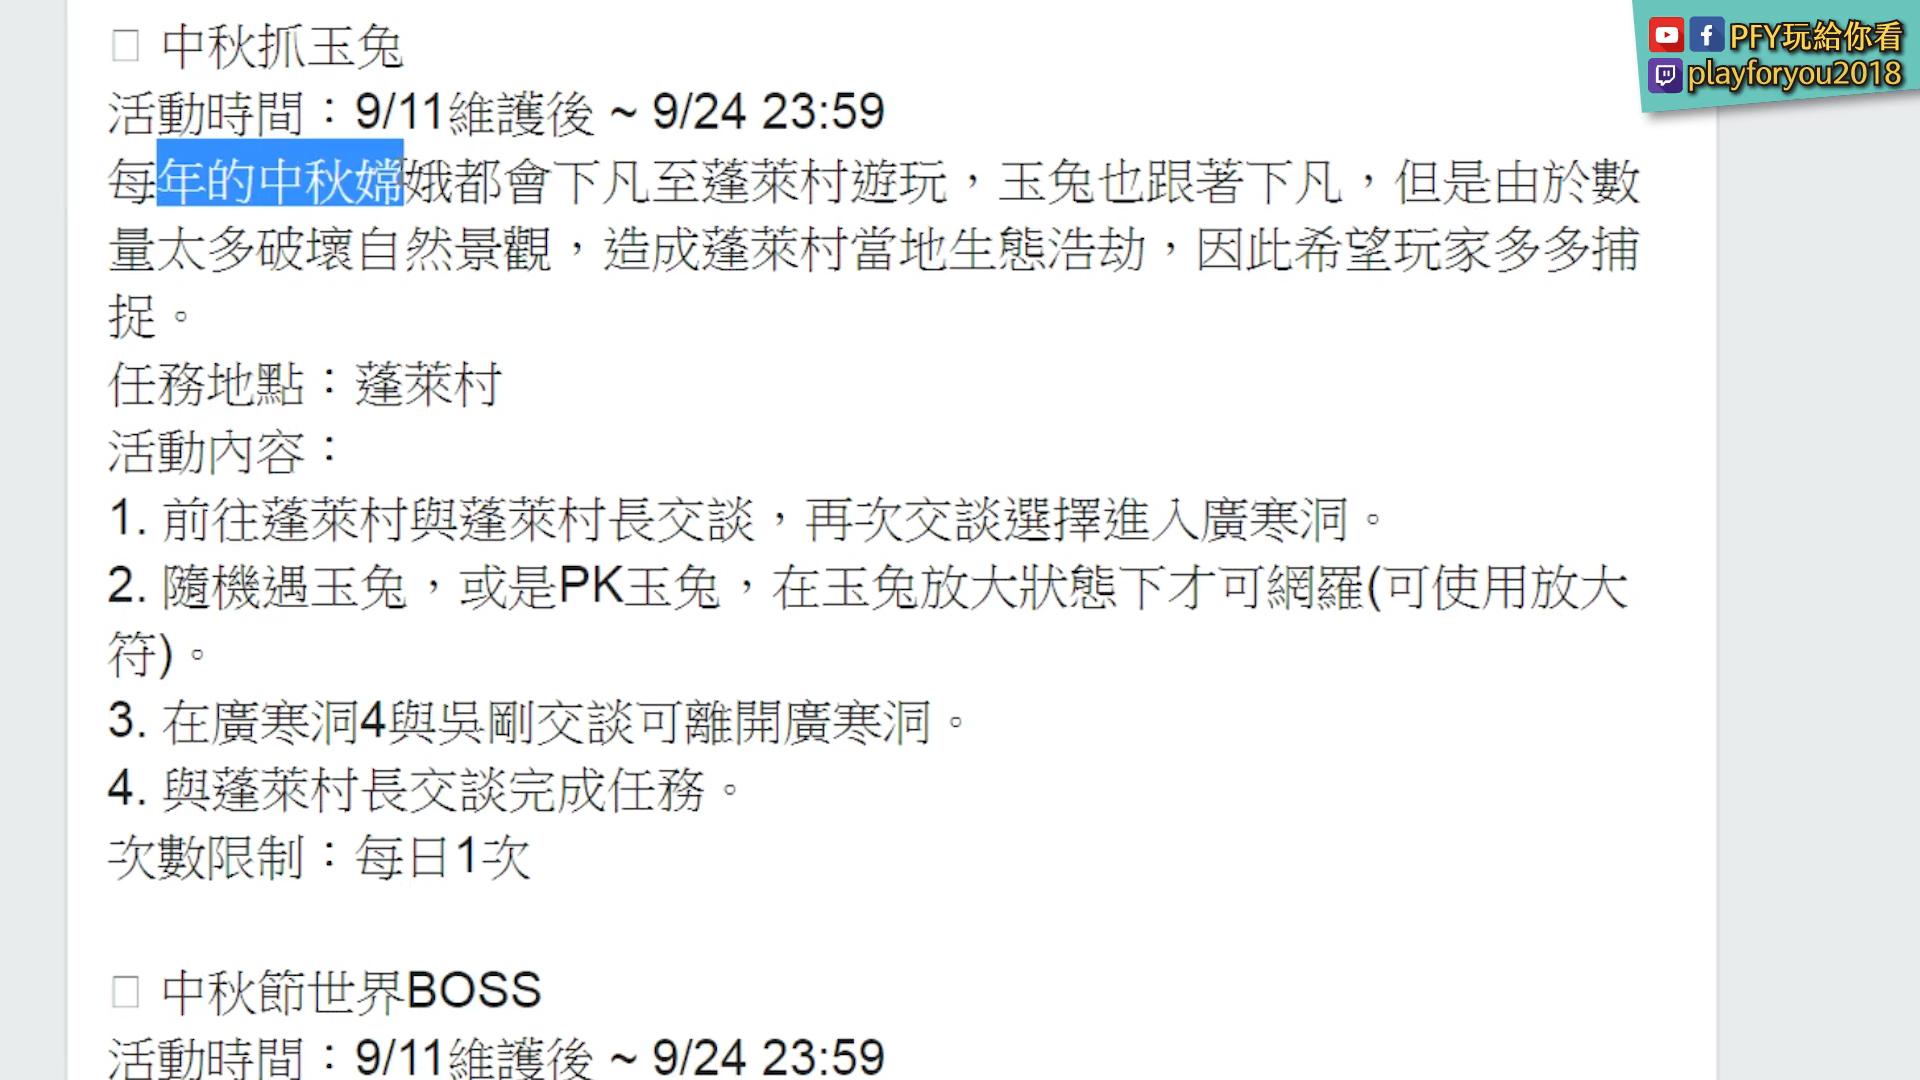 中秋抓玉兔
活動時間：9/11維護後 ~ 9/24 23:59
每年的中秋嫦娥都會下凡至蓬萊村遊玩，玉兔也跟著下凡，但是由於數
量太多破壞自然景觀，造成蓬萊村當地生態浩劫，因此希望玩家多多捕
捉。
任務地點：蓬萊村
活動內容：
1. 前往蓬萊村與蓬萊村長交談，再次交談選擇進入廣寒洞。
2. 隨機遇玉兔，或是PK玉兔，在玉兔放大狀態下才可網羅(可使用放大
符)。
3. 在廣寒洞4與吳剛交談可離開廣寒洞。
4. 與蓬萊村長交談完成任務。
次數限制：每日1次
中秋節世界BOSS
活動時間：9/11維護後 ~ 9/24 23:59
PFY玩給你看
playforyou2018